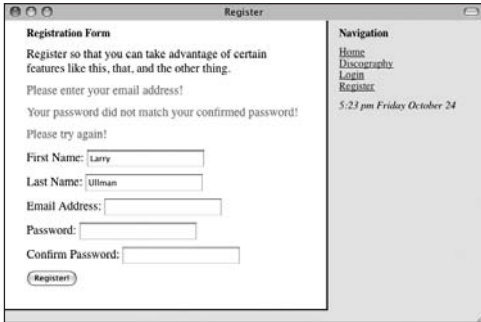 Register
Registration Form
Register so that you can take advantage of certain
features like this, that, and the other thing.
Please enter your email address!
Your password did not match your confirmed password!
Please try again!
First Name: Larry
Last Name: Ullman
Email Address:
Password:
Confirm Password:
Register!
Navigation
Home
Discography
Login
Register
5:23 pm Friday October 24